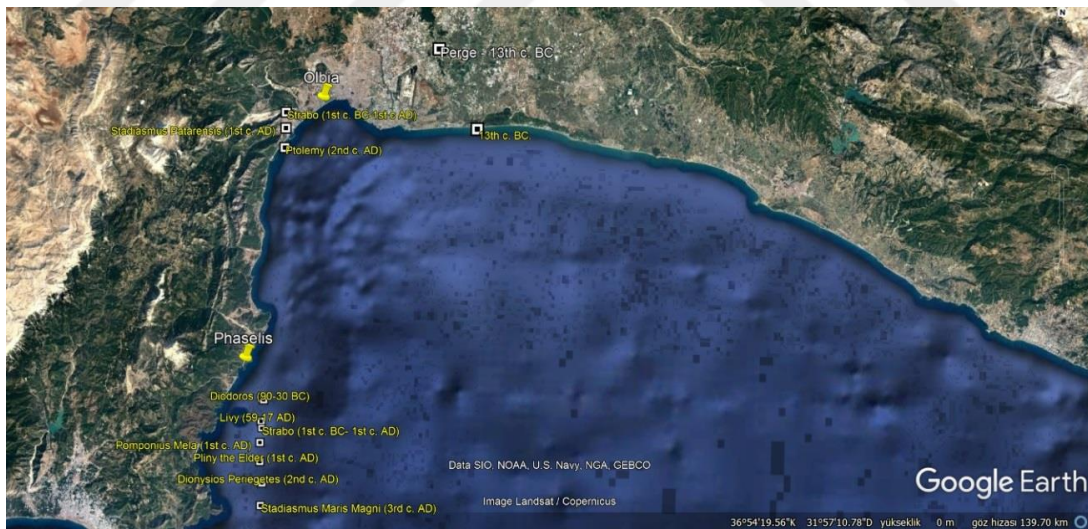 N
Perge - 13th c. BC
Olbia
Strabo (1st c. BC-1st c. AD)
Stadiasmus Patarensis (1st c. AD)
13th c. BC
Ptolemy (2nd c. AD)
Phaselis
Diodoros (90-30 BC)
Livy (59-17 AD)
Strabo (1st c. BC- 1st c. AD)
Pomponius Mela (1st c. AD)
Pliny the Elder (1st c. AD)
Dionysios Periegetes (2nd c. AD)
Stadiasmus Maris Magni (3rd c. AD)
Data SIO, NOAA, U.S. Navy, NGA, GEBCO
Image Landsat / Copernicus
Google Earth
36°54'19.56"K 31°57'10.78"D yükseklik 0 m göz hizası 139.70 km